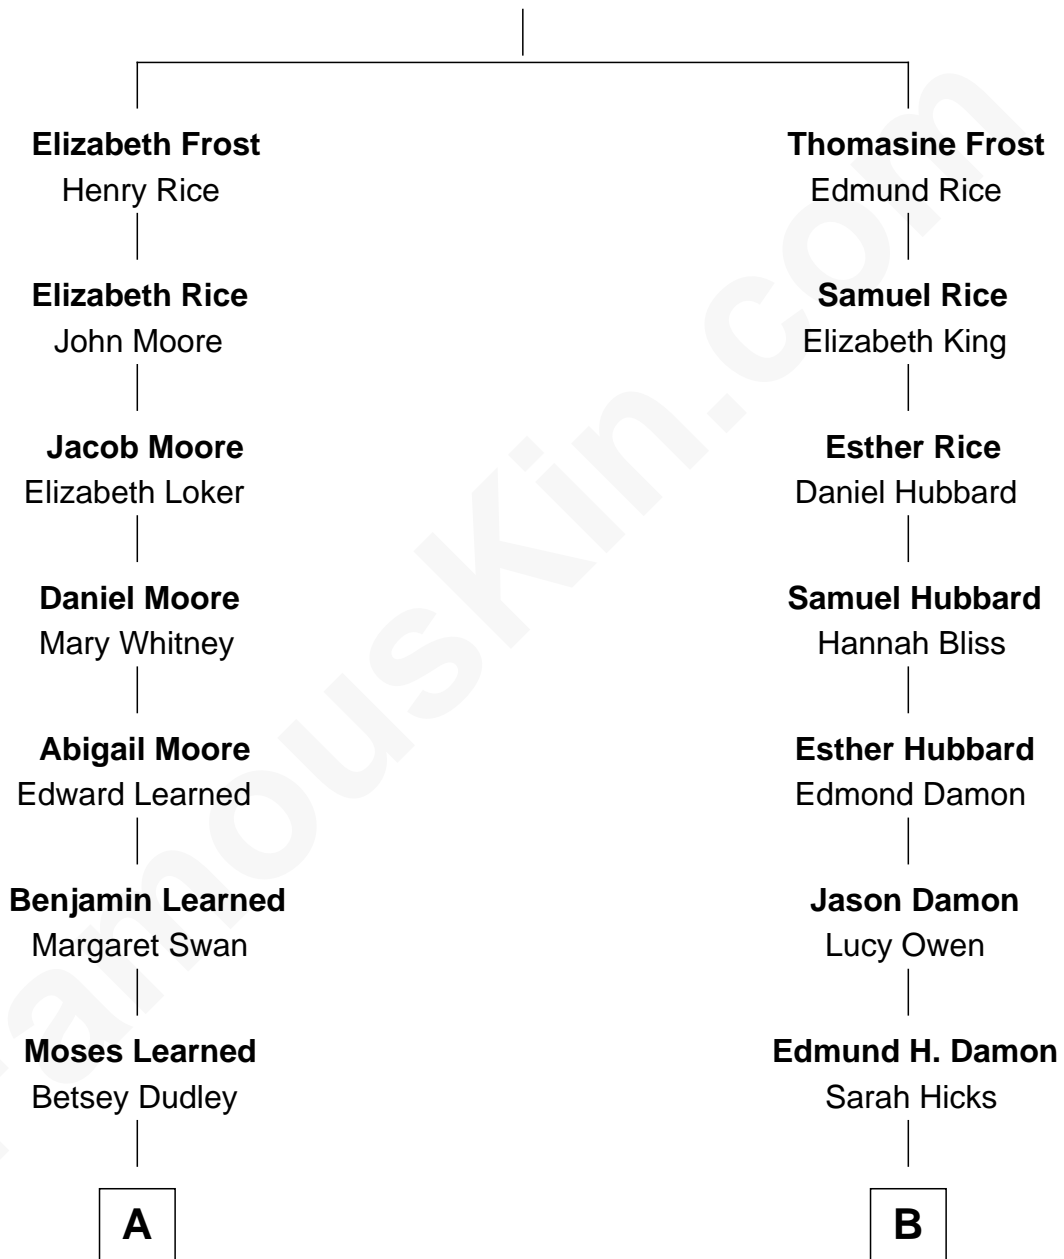 Elizabeth Frost
Henry Rice
Thomasine Frost
Edmund Rice
Elizabeth Rice
John Moore
Samuel Rice
Elizabeth King
Jacob Moore
Elizabeth Loker
Esther Rice
Daniel Hubbard
Daniel Moore
Mary Whitney
Samuel Hubbard
Hannah Bliss
Abigail Moore
Edward Learned
Esther Hubbard
Edmond Damon
Benjamin Learned
Margaret Swan
Jason Damon
Lucy Owen
Moses Learned
Betsey Dudley
Edmund H. Damon
Sarah Hicks
A
B
FamousKin.com